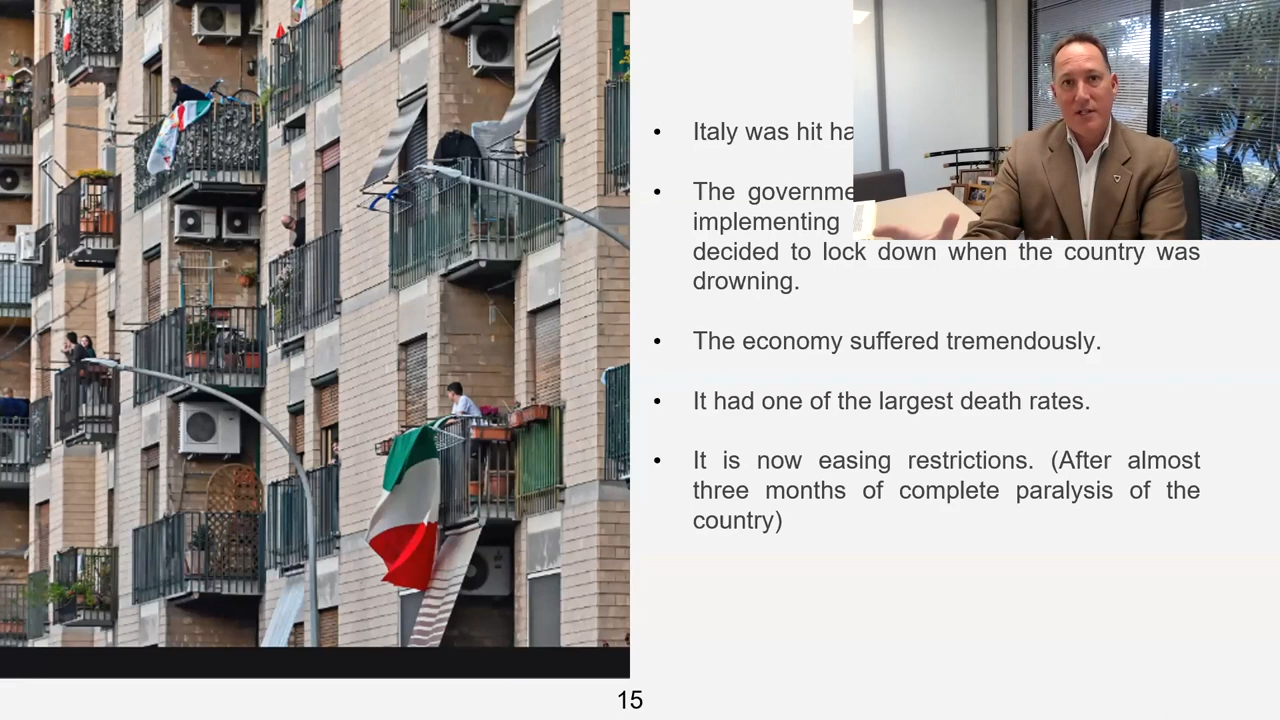 • Italy was hit ha
• The governme
implementing
decided to lock down when the country was
drowning.
• The economy suffered tremendously.
• It had one of the largest death rates.
• It is now easing restrictions. (After almost
three months of complete paralysis of the
country)
15